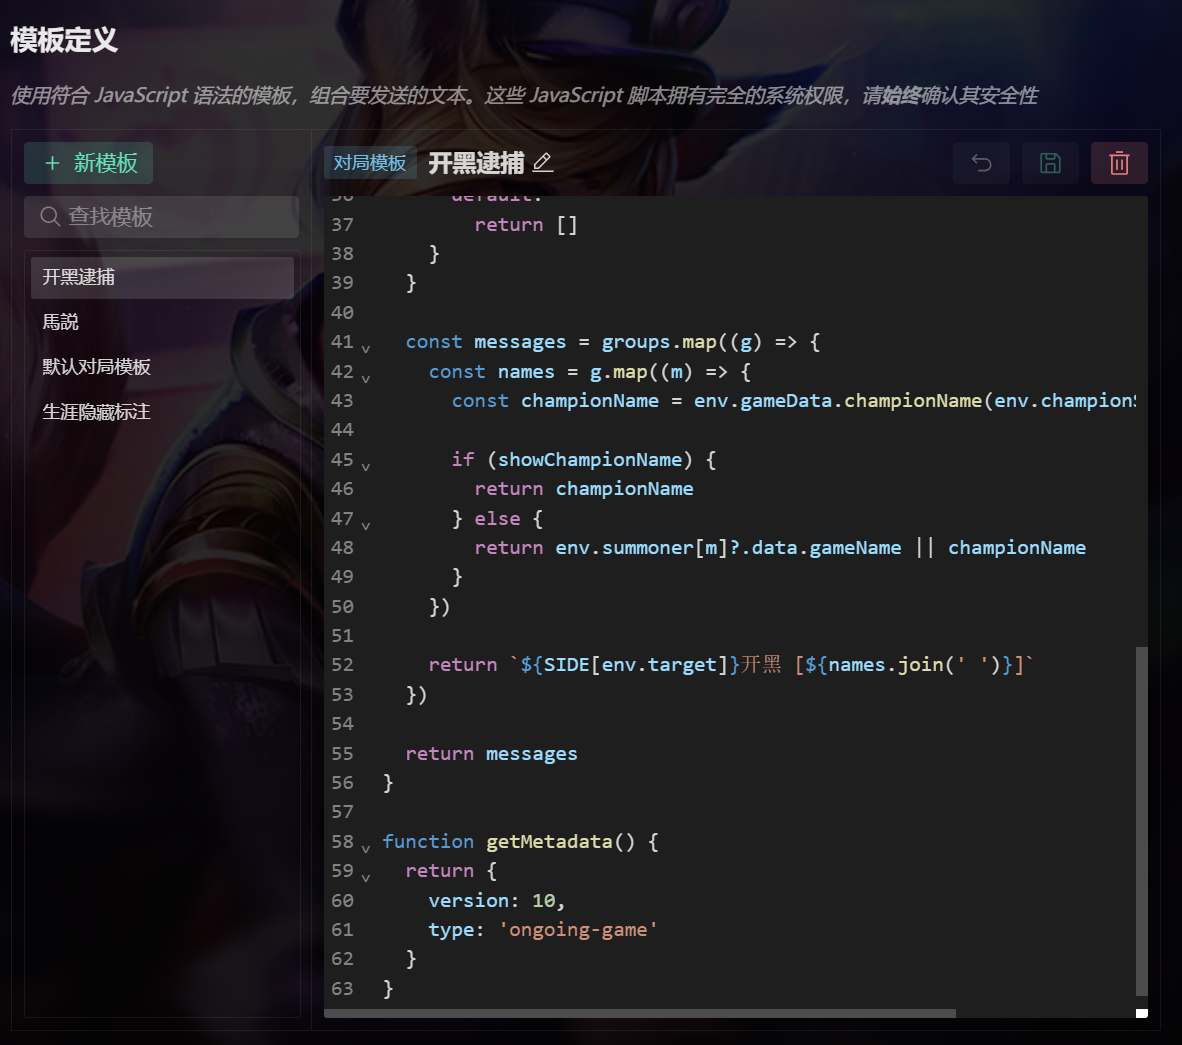 模板定义
使用符合 JavaScript 语法的模板，组合要发送的文本。这些 JavaScript 脚本拥有完全的系统权限，请始终确认其安全性
+ 新模板
查找模板
开黑逮捕
馬説
默认对局模板
生涯隐藏标注
对局模板 开黑逮捕
36 default:
37 return []
38 }
39 }
40
41 const messages = groups.map((g) => {
42 const names = g.map((m) => {
43 const championName = env.gameData.championName(env.champion
44
45 if (showChampionName) {
46 return championName
47 } else {
48 return env.summoner[m]?.data.gameName || championName
49 }
50 })
51
52 return `${SIDE[env.target]}开黑 [${names.join(' ')}]`
53 })
54
55 return messages
56 }
57
58 function getMetadata() {
59 return {
60 version: 10,
61 type: 'ongoing-game'
62 }
63 }